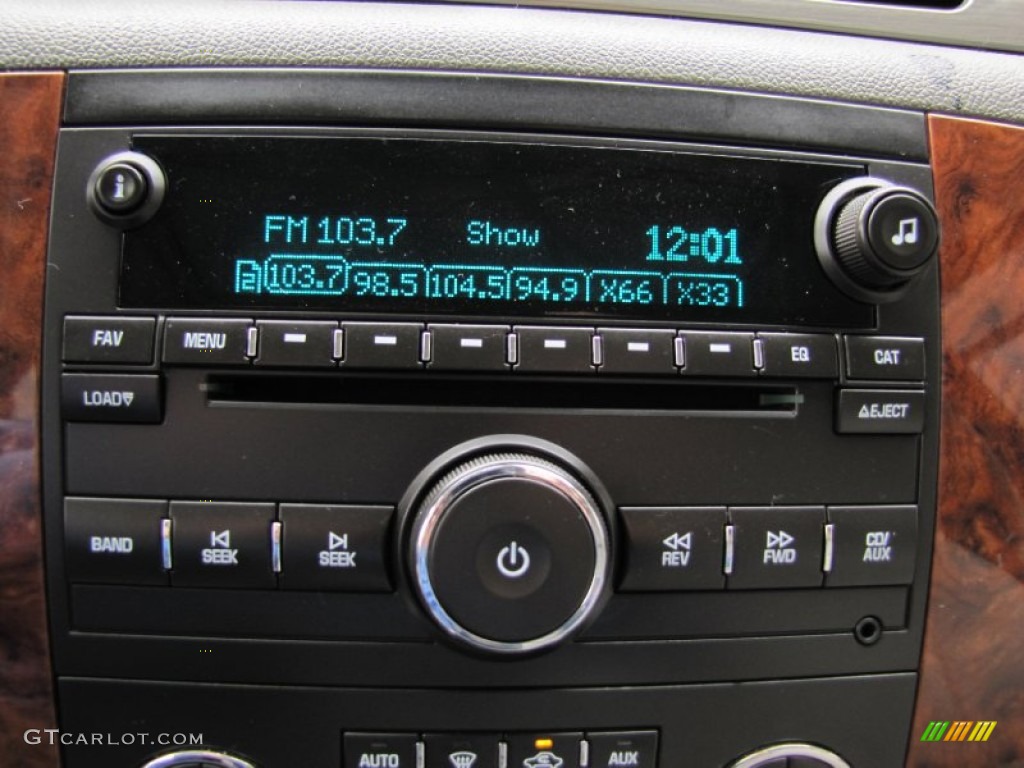 FM 103.7 Show 12:01
2 103.7 98.5 104.5 94.9 X66 X33
FAV MENU EQ CAT
LOAD EJECT
BAND SEEK SEEK REV FWD CD/
AUX
AUTO AUX
GTCARLOT.COM